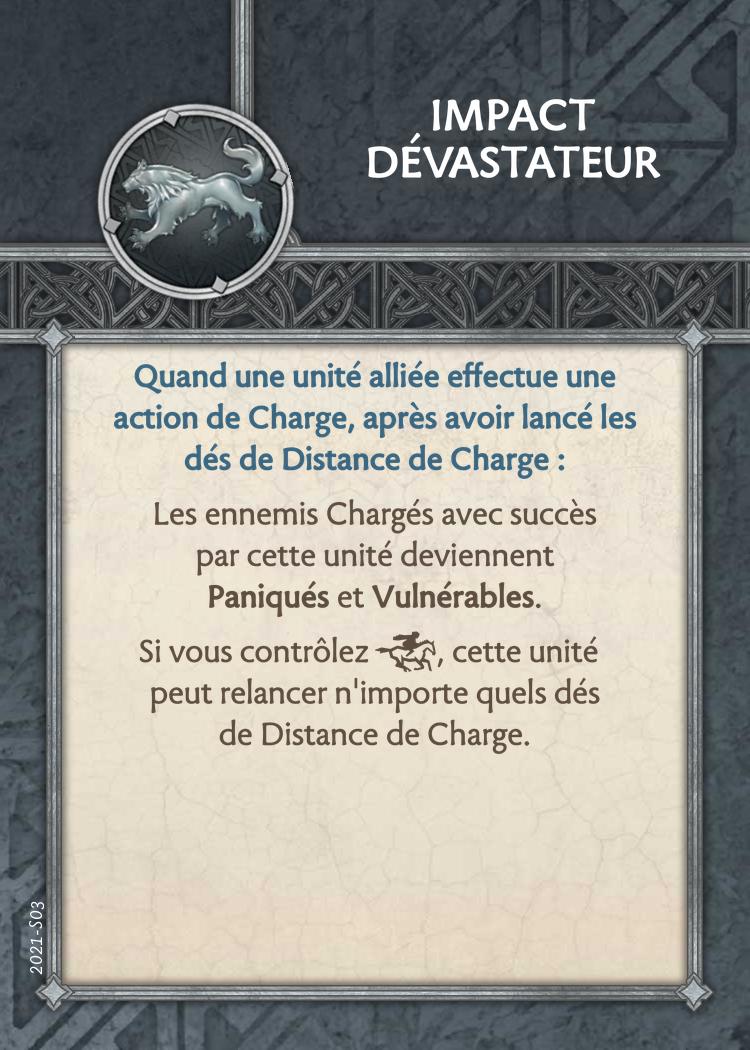 IMPACT
DÉVASTATEUR
Quand une unité alliée effectue une
action de Charge, après avoir lancé les
dés de Distance de Charge :
Les ennemis Chargés avec succès
par cette unité deviennent
Paniqués et Vulnérables.
Si vous contrôlez , cette unité
peut relancer n'importe quels dés
de Distance de Charge.
2021-S03